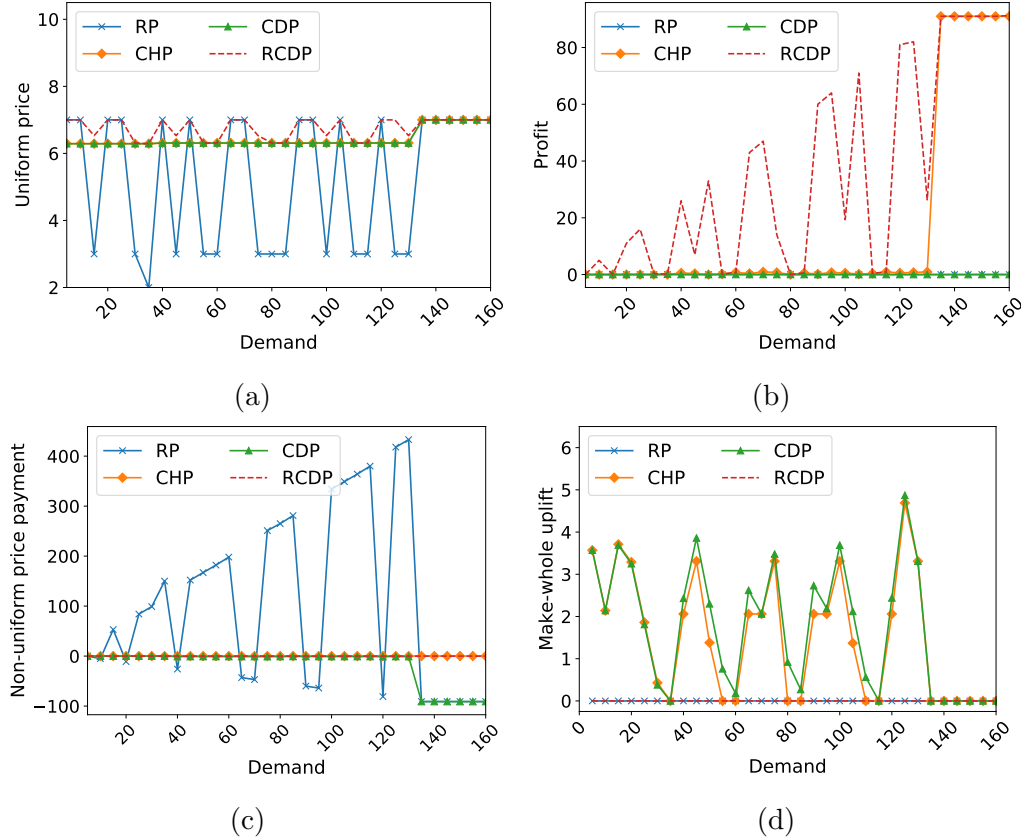 RP CDP
CHP RCDP
10
8
6
4
2
Uniform price
20 40 60 80 100 120 140 160
Demand
(a)
RP CDP
CHP RCDP
80
60
40
20
0
Profit
20 40 60 80 100 120 140 160
Demand
(b)
RP CDP
CHP RCDP
400
300
200
100
0
−100
Non-uniform price payment
20 40 60 80 100 120 140 160
Demand
(c)
RP CDP
CHP RCDP
6
5
4
3
2
1
0
Make-whole uplift
0 20 40 60 80 100 120 140 160
Demand
(d)